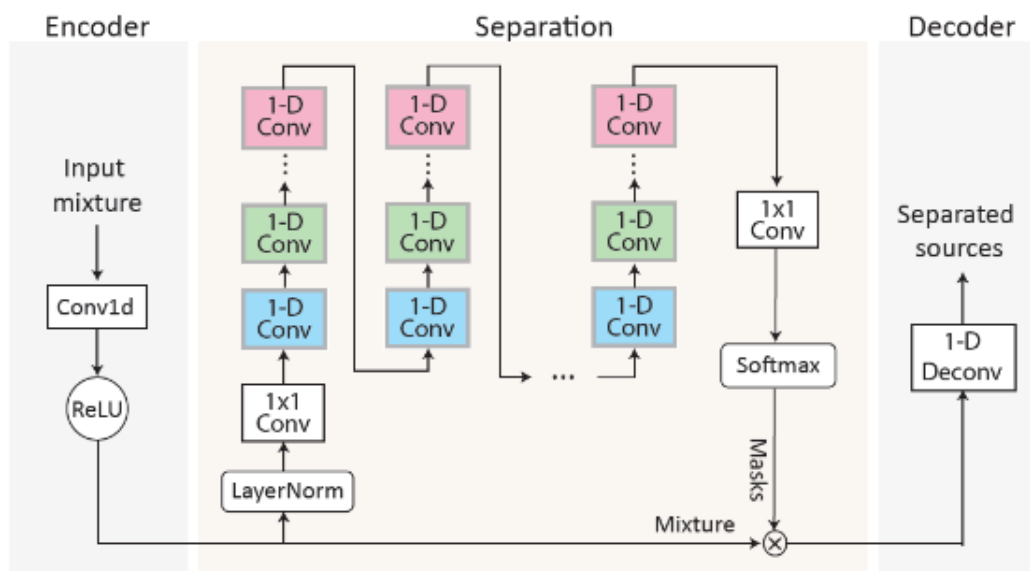 Encoder
Separation
Decoder
Input
mixture
Conv1d
ReLU
1-D
Conv
1-D
Conv
1-D
Conv
1x1
Conv
LayerNorm
1-D
Conv
1-D
Conv
1-D
Conv
...
1-D
Conv
1-D
Conv
1-D
Conv
1x1
Conv
Softmax
Masks
Mixture
Separated
sources
1-D
Deconv